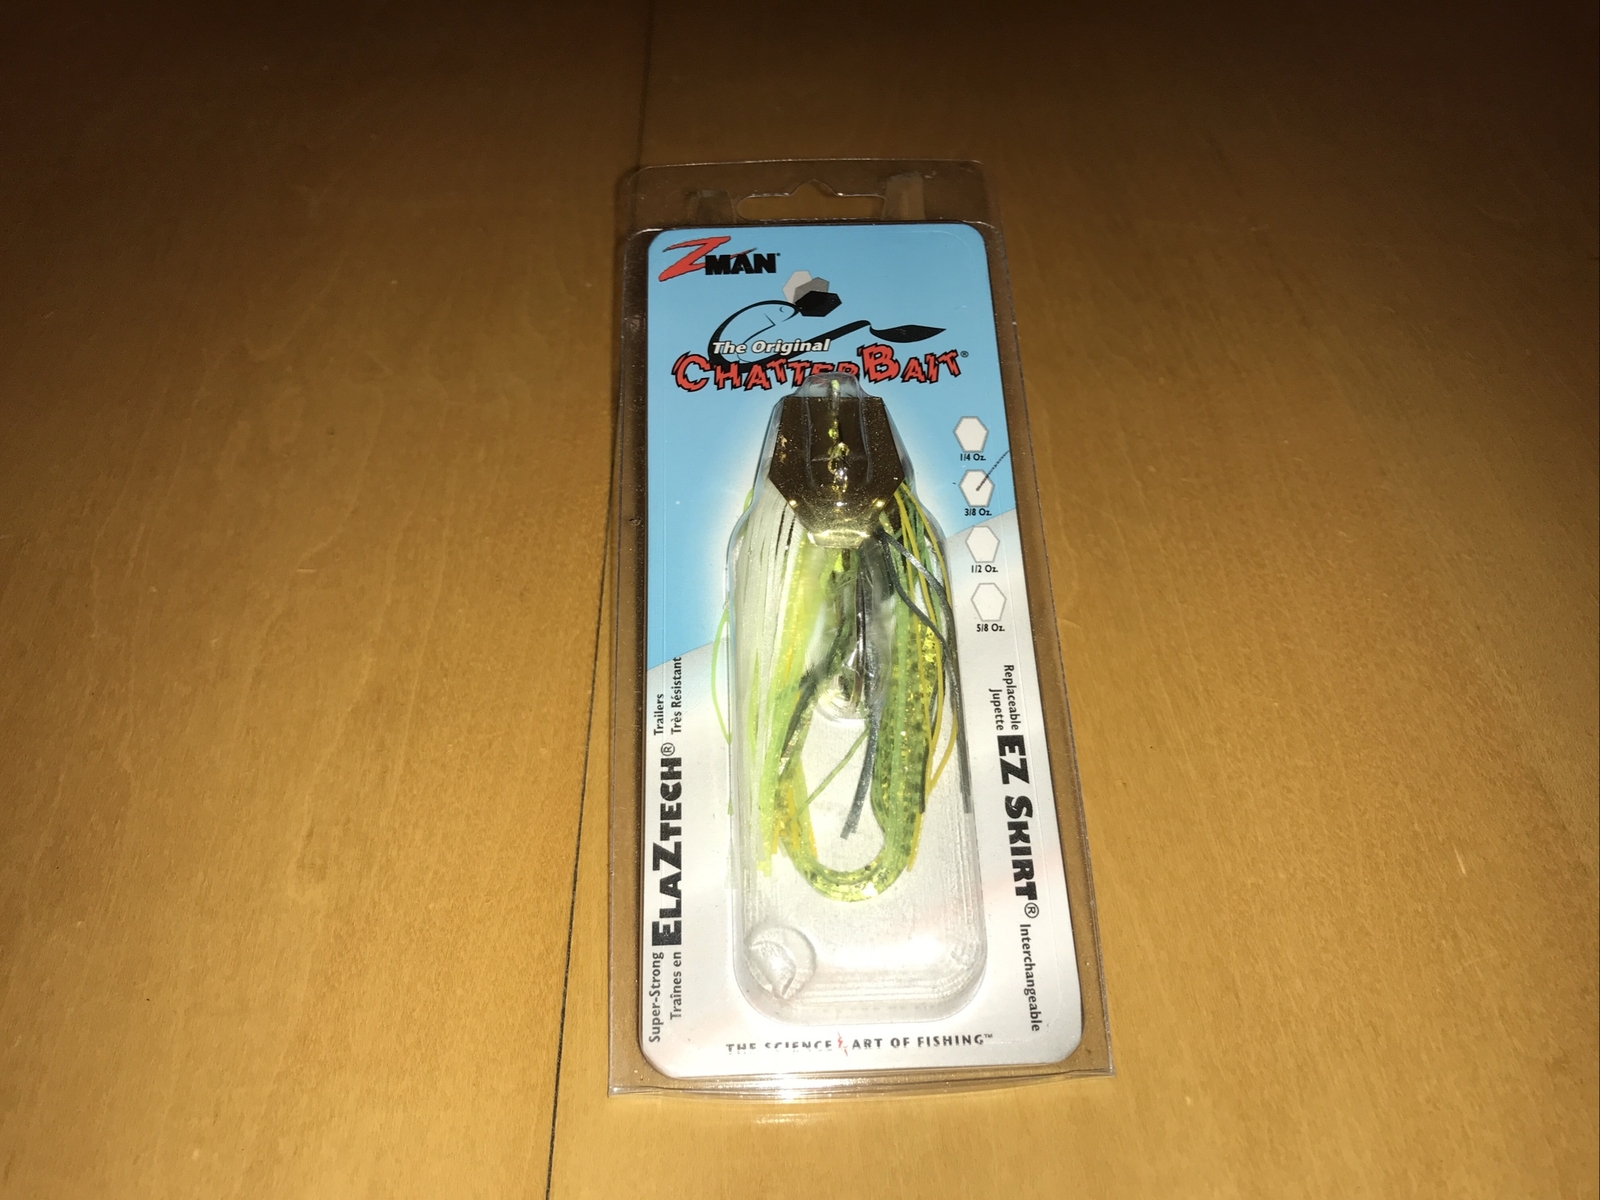 Z MAN®
The Original
CHATTERBAIT®
1/4 Oz.
3/8 Oz.
1/2 Oz.
5/8 Oz.
Super-Strong ELAZTECH® Trailers
Traînes en Très Résistant
Replaceable EZ SKIRT® Interchangeable
Jupette
THE SCIENCE ART OF FISHING™